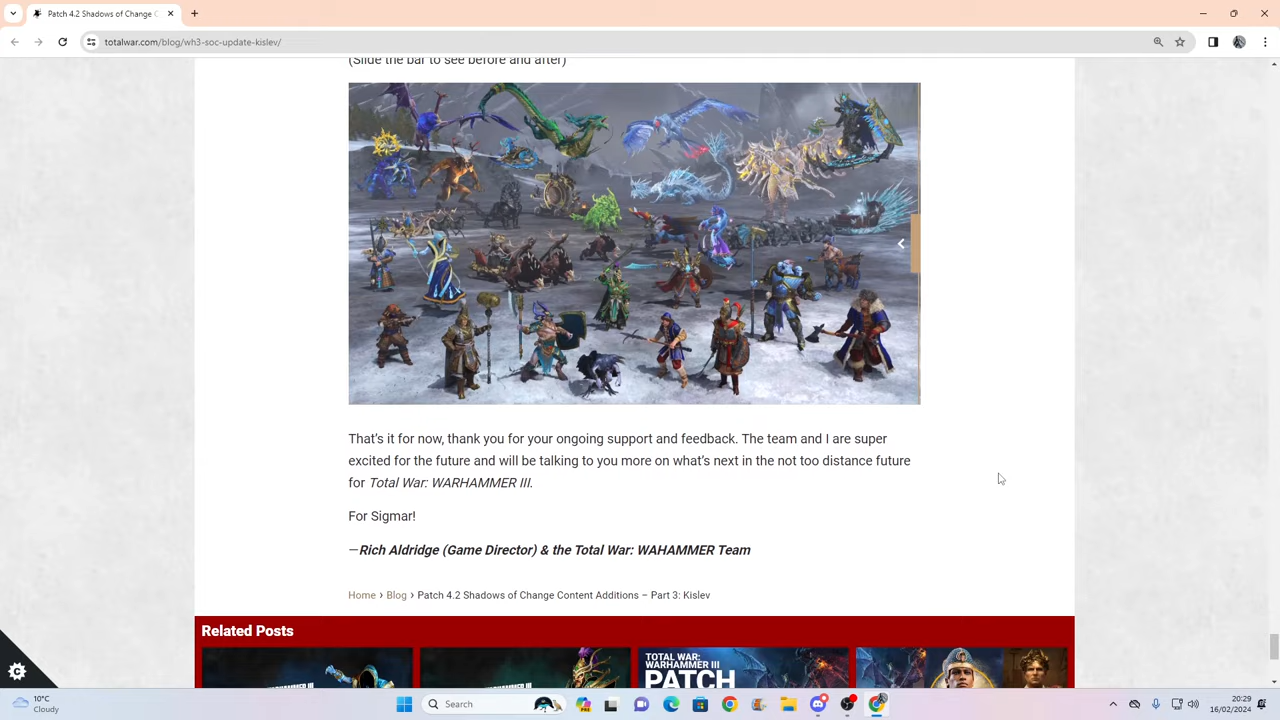 Patch 4.2 Shadows of Change C
totalwar.com/blog/wh3-soc-update-kislev/
(Slide the bar to see before and after)
That's it for now, thank you for your ongoing support and feedback. The team and I are super
excited for the future and will be talking to you more on what's next in the not too distance future
for Total War: WARHAMMER III.
For Sigmar!
—Rich Aldridge (Game Director) & the Total War: WAHAMMER Team
Home › Blog › Patch 4.2 Shadows of Change Content Additions – Part 3: Kislev
Related Posts
TOTAL WAR:
WARHAMMER III
PATCH
10°C
Cloudy
Search
20:29
16/02/2024